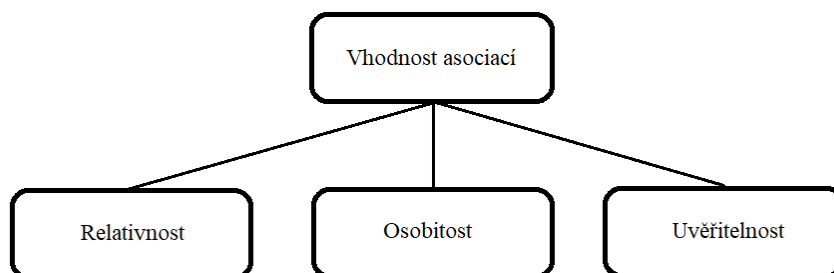 Vhodnost asociací
Relativnost
Osobitost
Uvěřitelnost